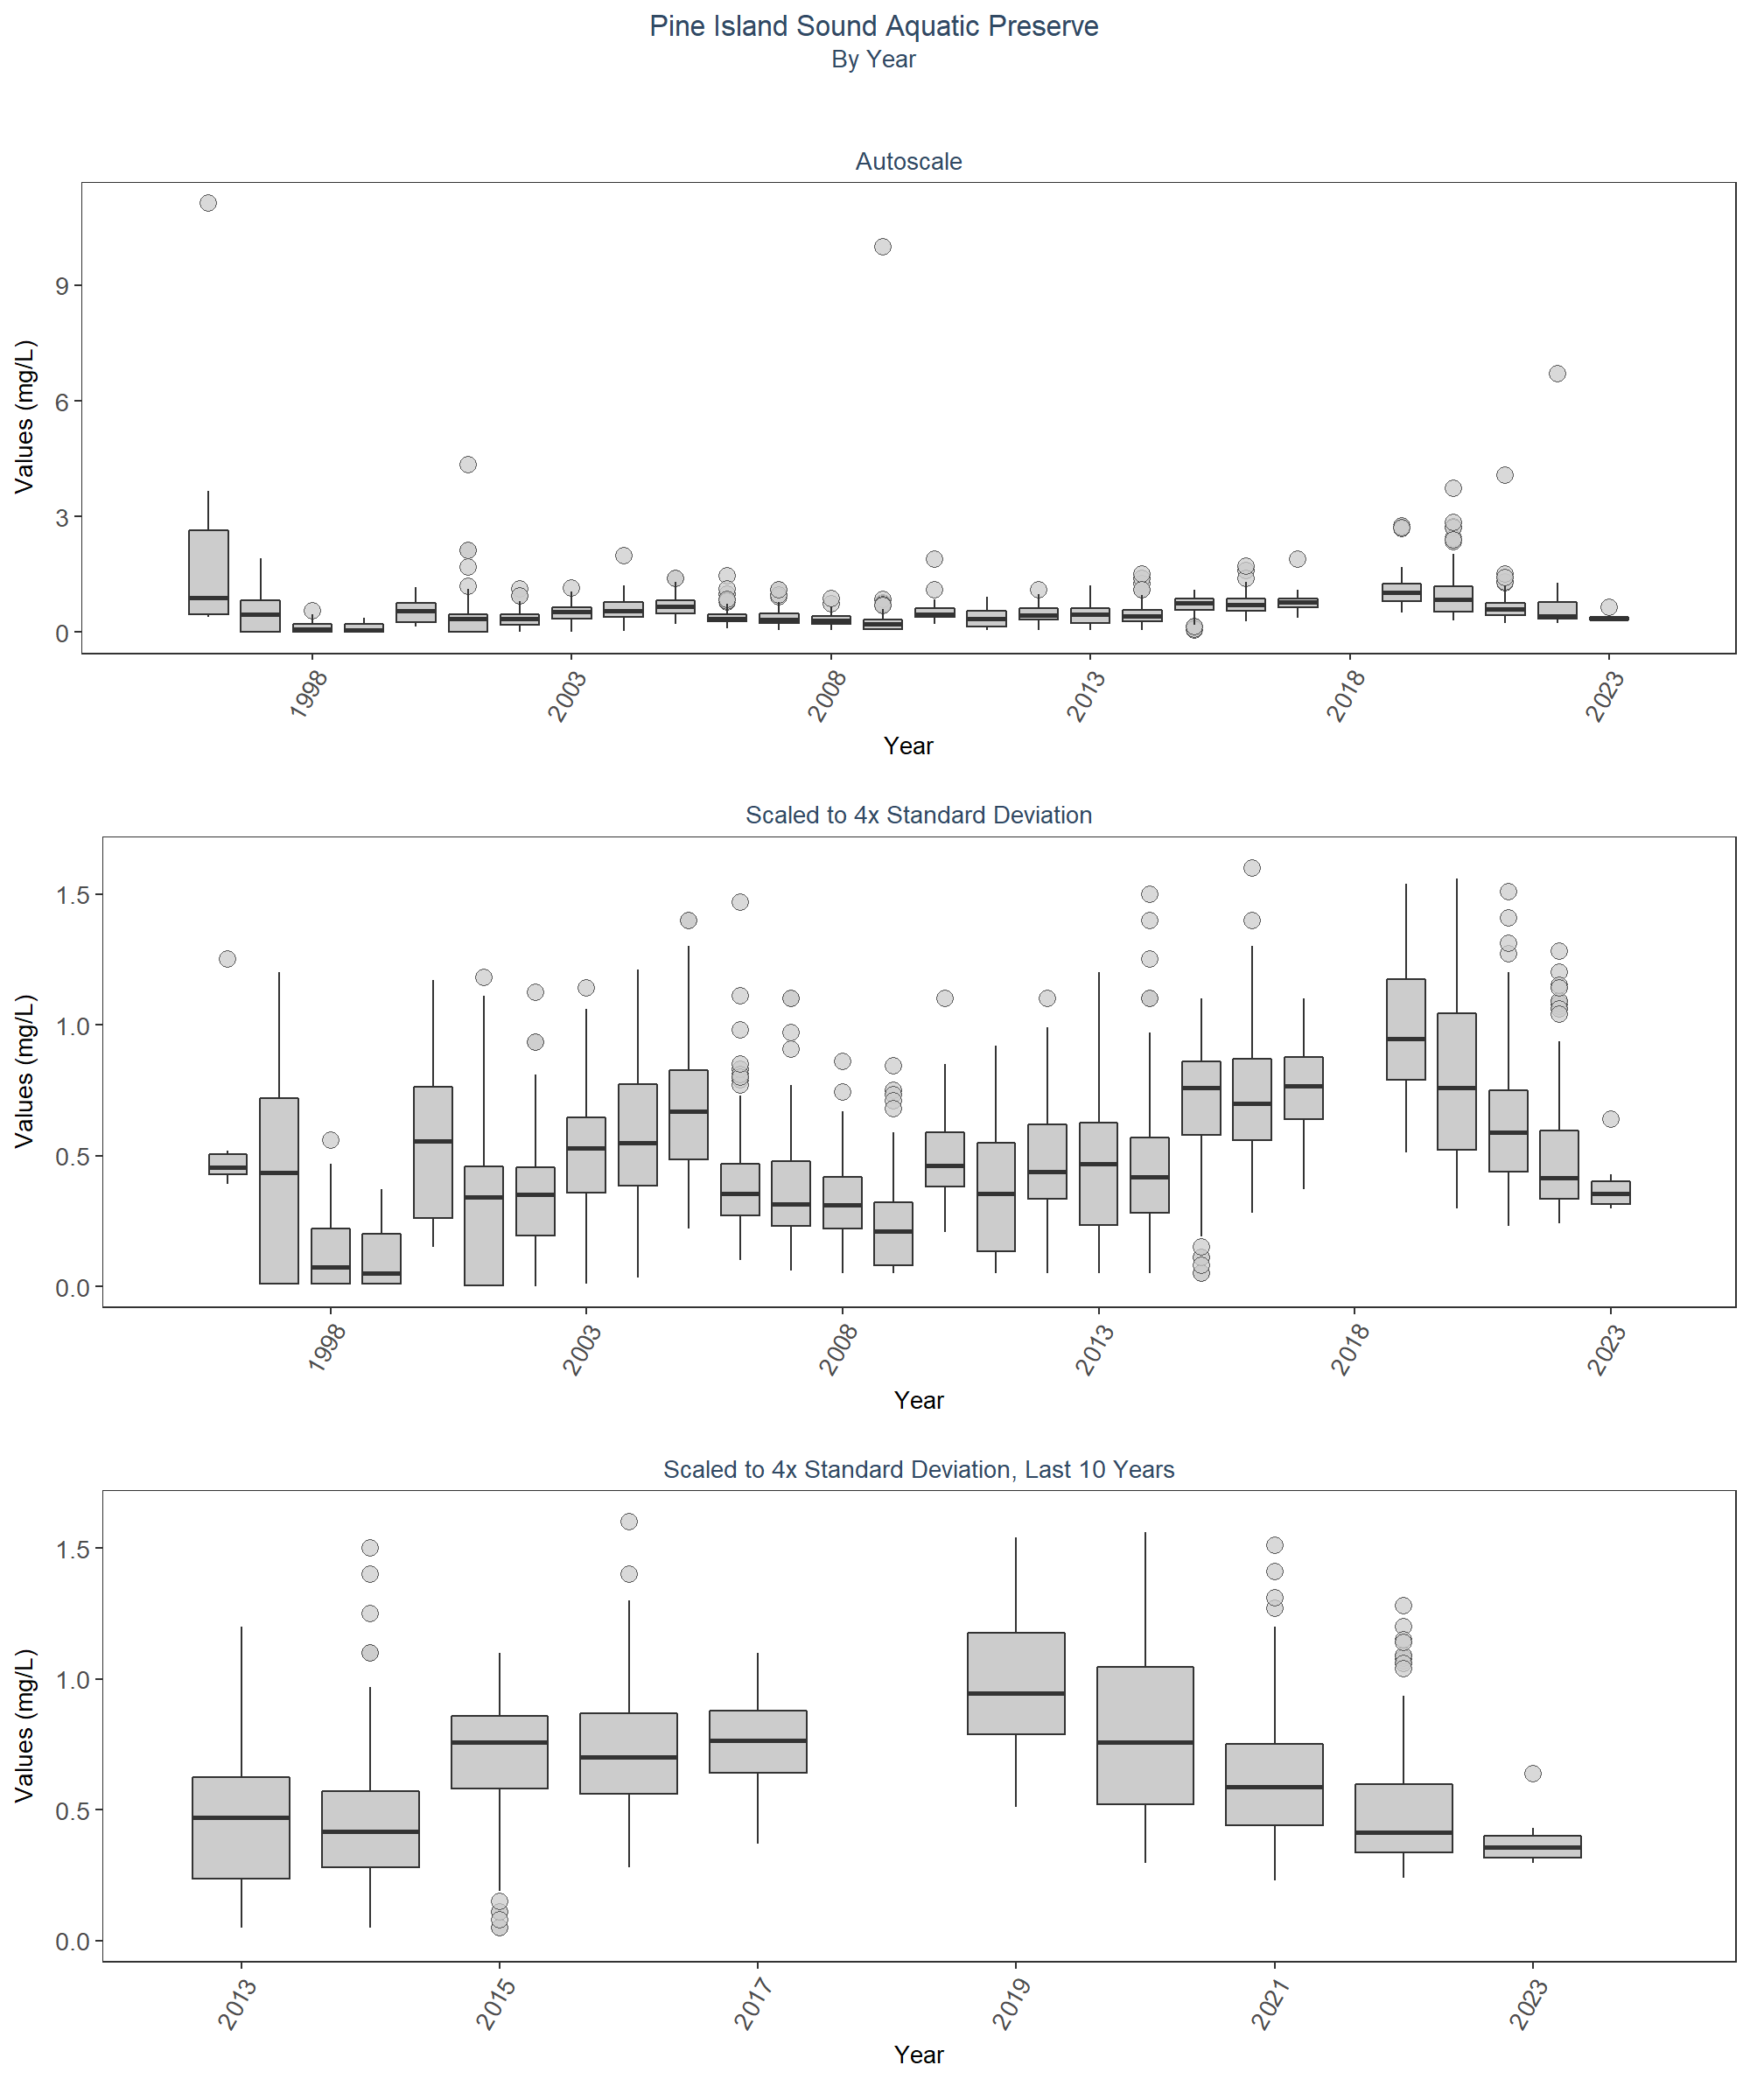 Pine Island Sound Aquatic Preserve
By Year
Autoscale
Values (mg/L)
9
6
3
0
1998
2003
2008
2013
2018
2023
Year
Scaled to 4x Standard Deviation
Values (mg/L)
1.5
1.0
0.5
0.0
1998
2003
2008
2013
2018
2023
Year
Scaled to 4x Standard Deviation, Last 10 Years
Values (mg/L)
1.5
1.0
0.5
0.0
2013
2015
2017
2019
2021
2023
Year